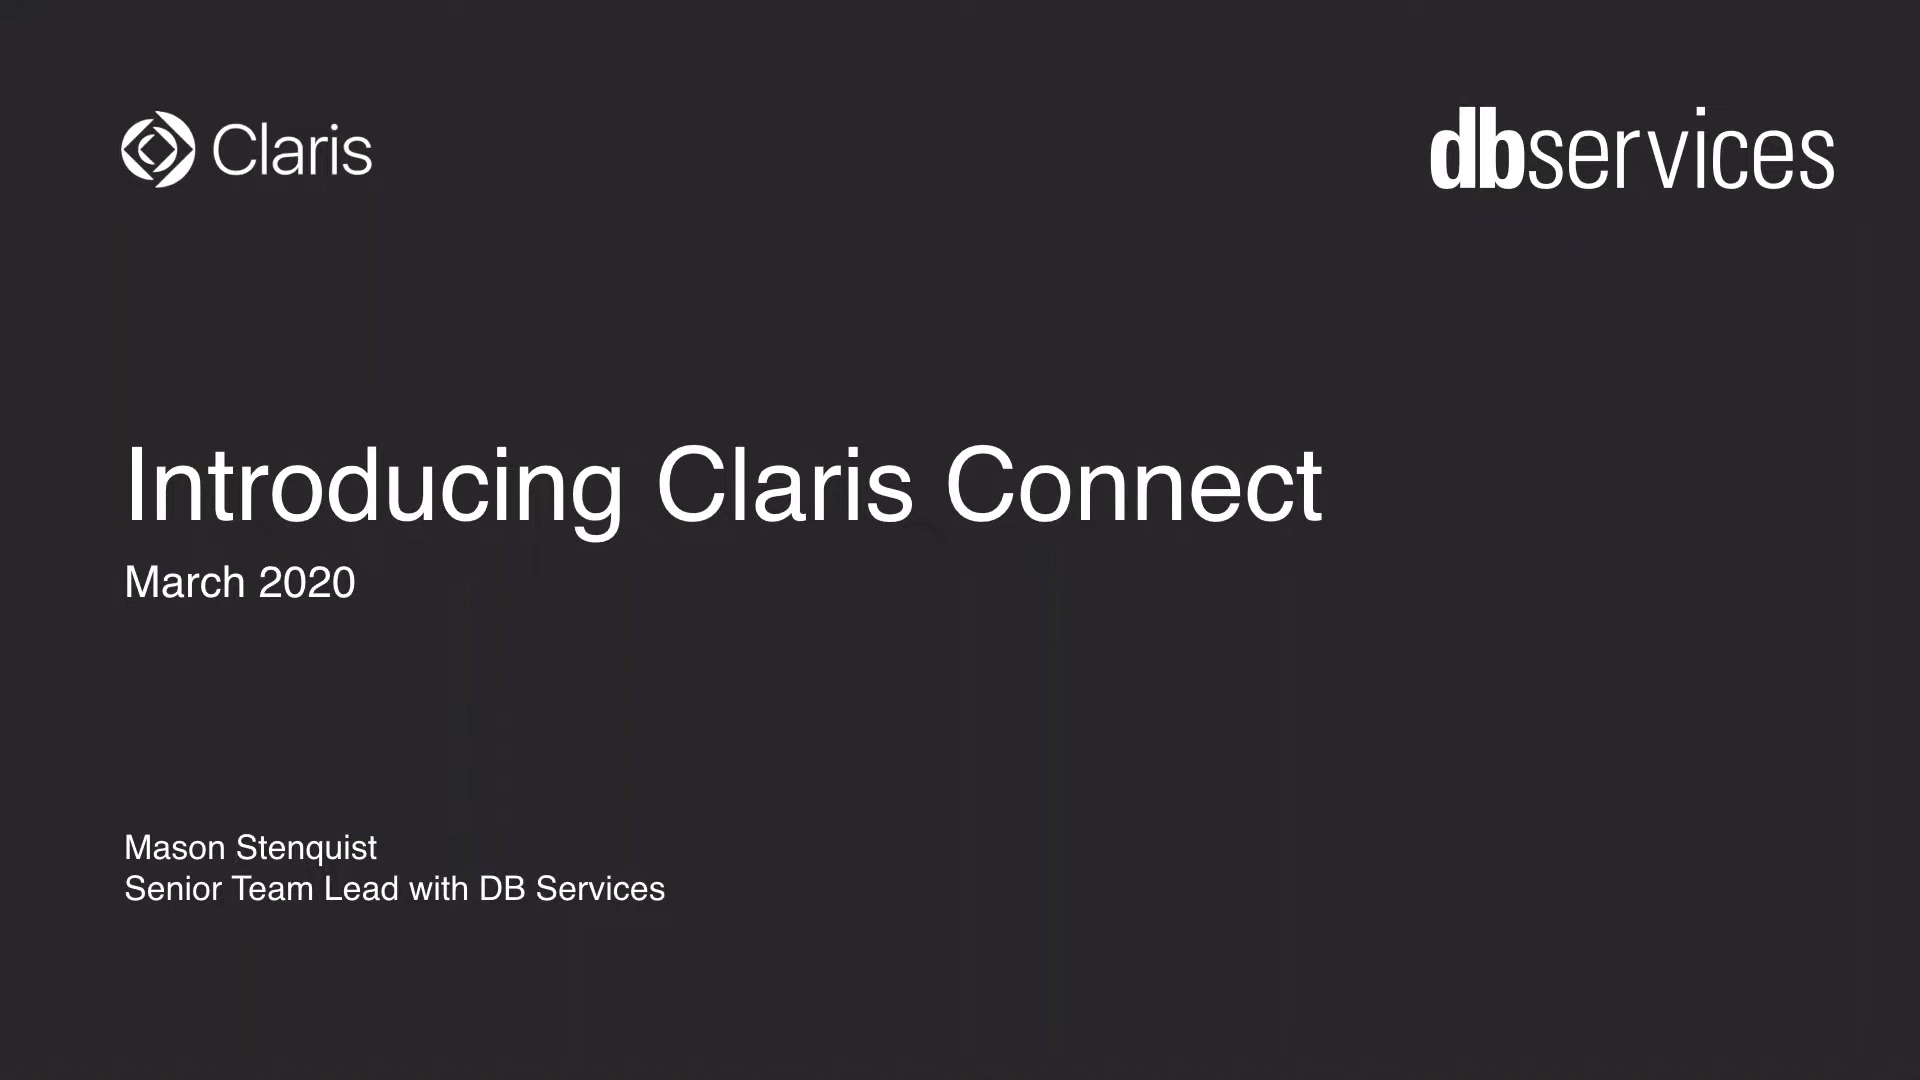 Claris
dbservices
Introducing Claris Connect
March 2020
Mason Stenquist
Senior Team Lead with DB Services